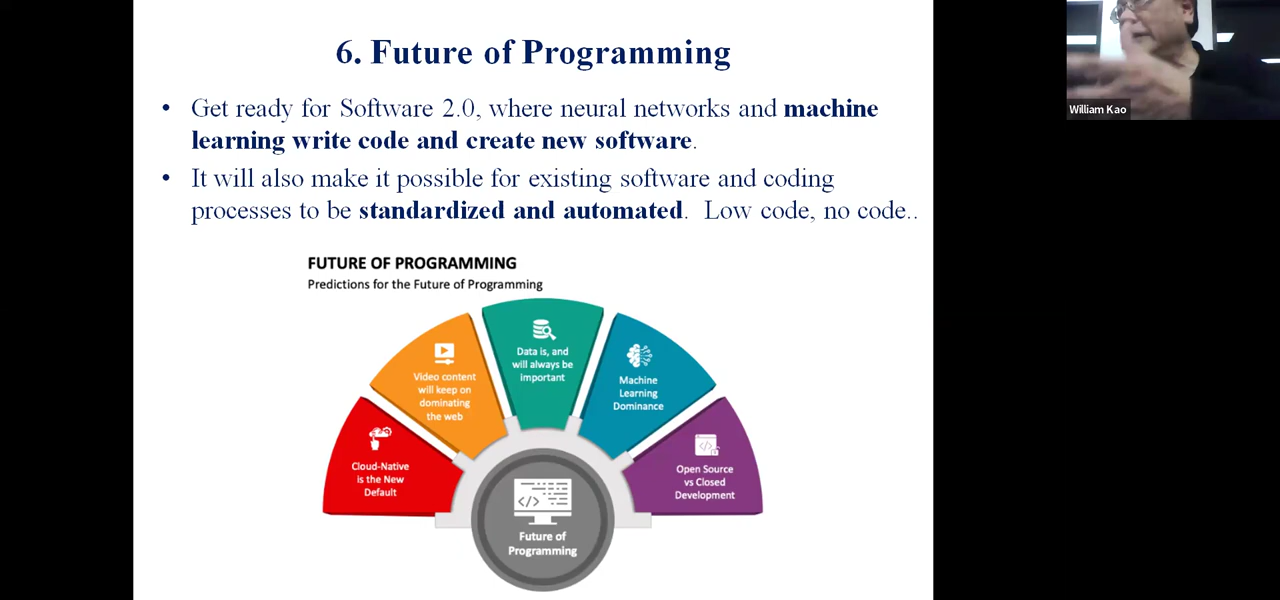 6. Future of Programming
• Get ready for Software 2.0, where neural networks and machine
learning write code and create new software.
• It will also make it possible for existing software and coding
processes to be standardized and automated. Low code, no code..
FUTURE OF PROGRAMMING
Predictions for the Future of Programming
Cloud-Native
is the New
Default
Video content
will keep on
dominating
the web
Data is, and
will always be
important
Machine
Learning
Dominance
Open Source
vs Closed
Development
</>
Future of
Programming
William Kao